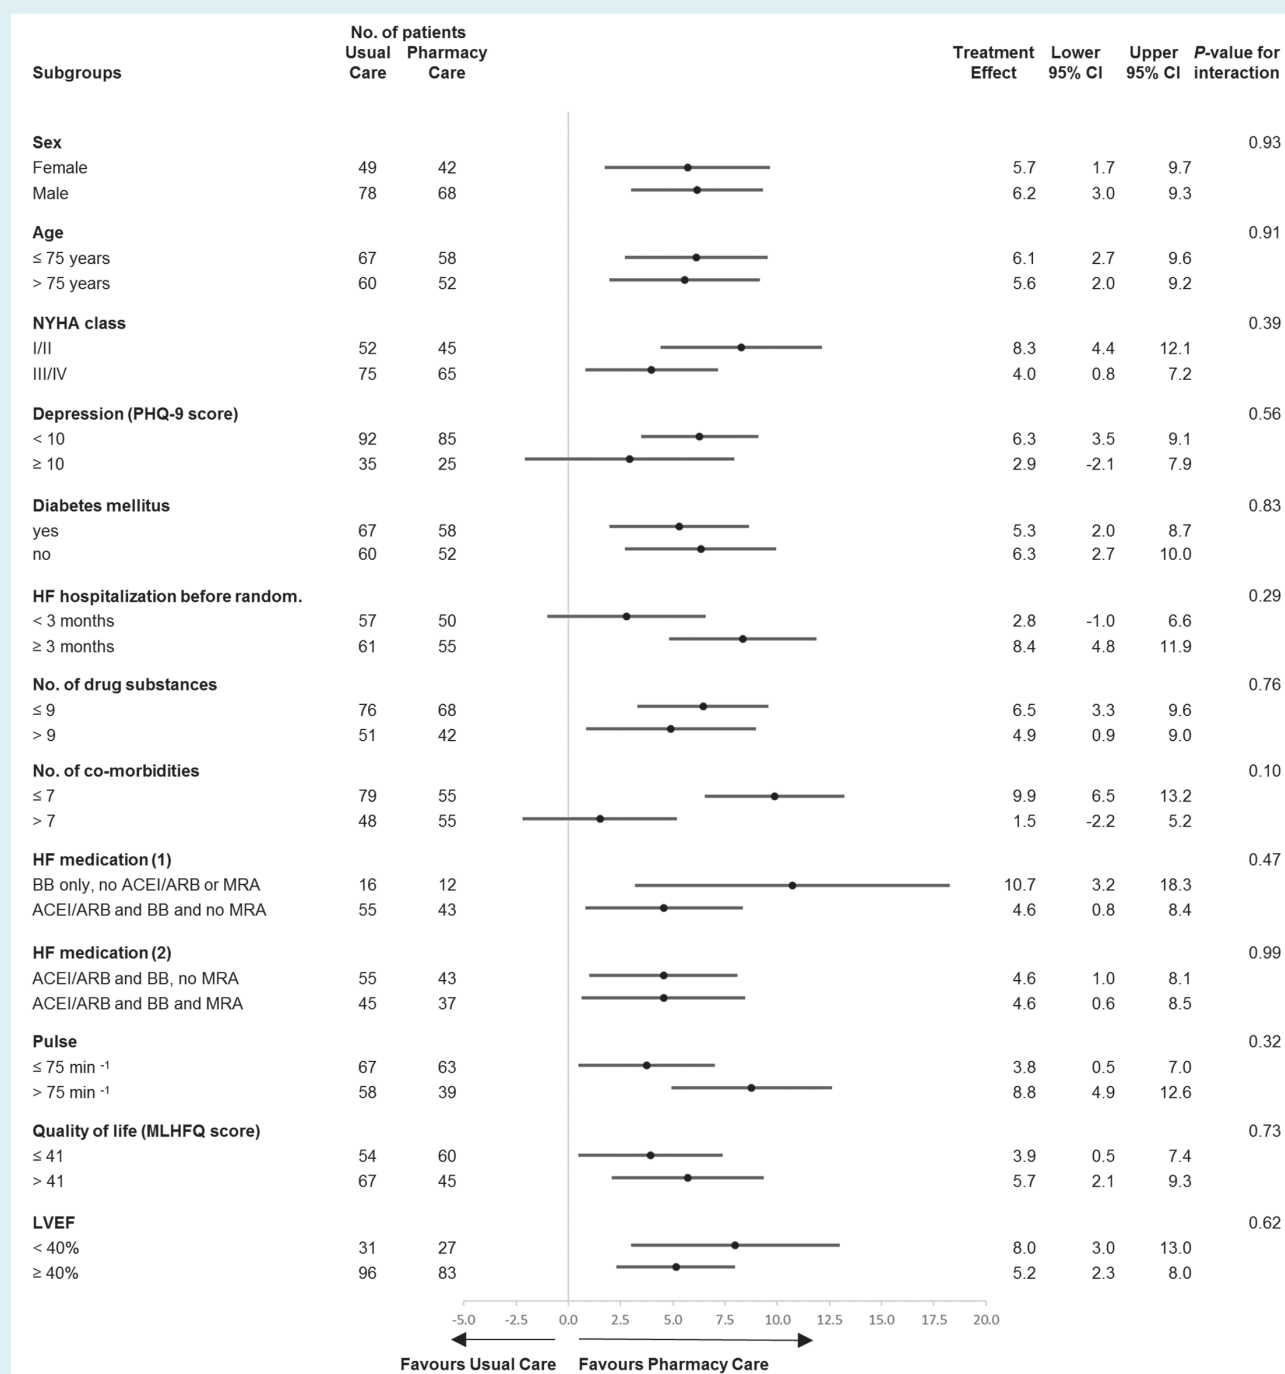 No. of patients
Subgroups Usual Care Pharmacy Care Treatment Effect Lower 95% CI Upper 95% CI P-value for interaction
Sex 0.93
Female 49 42 5.7 1.7 9.7
Male 78 68 6.2 3.0 9.3
Age 0.91
≤ 75 years 67 58 6.1 2.7 9.6
> 75 years 60 52 5.6 2.0 9.2
NYHA class 0.39
I/II 52 45 8.3 4.4 12.1
III/IV 75 65 4.0 0.8 7.2
Depression (PHQ-9 score) 0.56
< 10 92 85 6.3 3.5 9.1
≥ 10 35 25 2.9 -2.1 7.9
Diabetes mellitus 0.83
yes 67 58 5.3 2.0 8.7
no 60 52 6.3 2.7 10.0
HF hospitalization before random. 0.29
< 3 months 57 50 2.8 -1.0 6.6
≥ 3 months 61 55 8.4 4.8 11.9
No. of drug substances 0.76
≤ 9 76 68 6.5 3.3 9.6
> 9 51 42 4.9 0.9 9.0
No. of co-morbidities 0.10
≤ 7 79 55 9.9 6.5 13.2
> 7 48 55 1.5 -2.2 5.2
HF medication (1) 0.47
BB only, no ACEI/ARB or MRA 16 12 10.7 3.2 18.3
ACEI/ARB and BB and no MRA 55 43 4.6 0.8 8.4
HF medication (2) 0.99
ACEI/ARB and BB, no MRA 55 43 4.6 1.0 8.1
ACEI/ARB and BB and MRA 45 37 4.6 0.6 8.5
Pulse 0.32
≤ 75 min -1 67 63 3.8 0.5 7.0
> 75 min -1 58 39 8.8 4.9 12.6
Quality of life (MLHFQ score) 0.73
≤ 41 54 60 3.9 0.5 7.4
> 41 67 45 5.7 2.1 9.3
LVEF 0.62
< 40% 31 27 8.0 3.0 13.0
≥ 40% 96 83 5.2 2.3 8.0
-5.0 -2.5 0.0 2.5 5.0 7.5 10.0 12.5 15.0 17.5 20.0
Favours Usual Care Favours Pharmacy Care